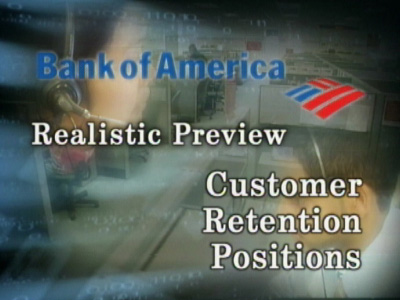 Bank of America
Realistic Preview
Customer
Retention
Positions